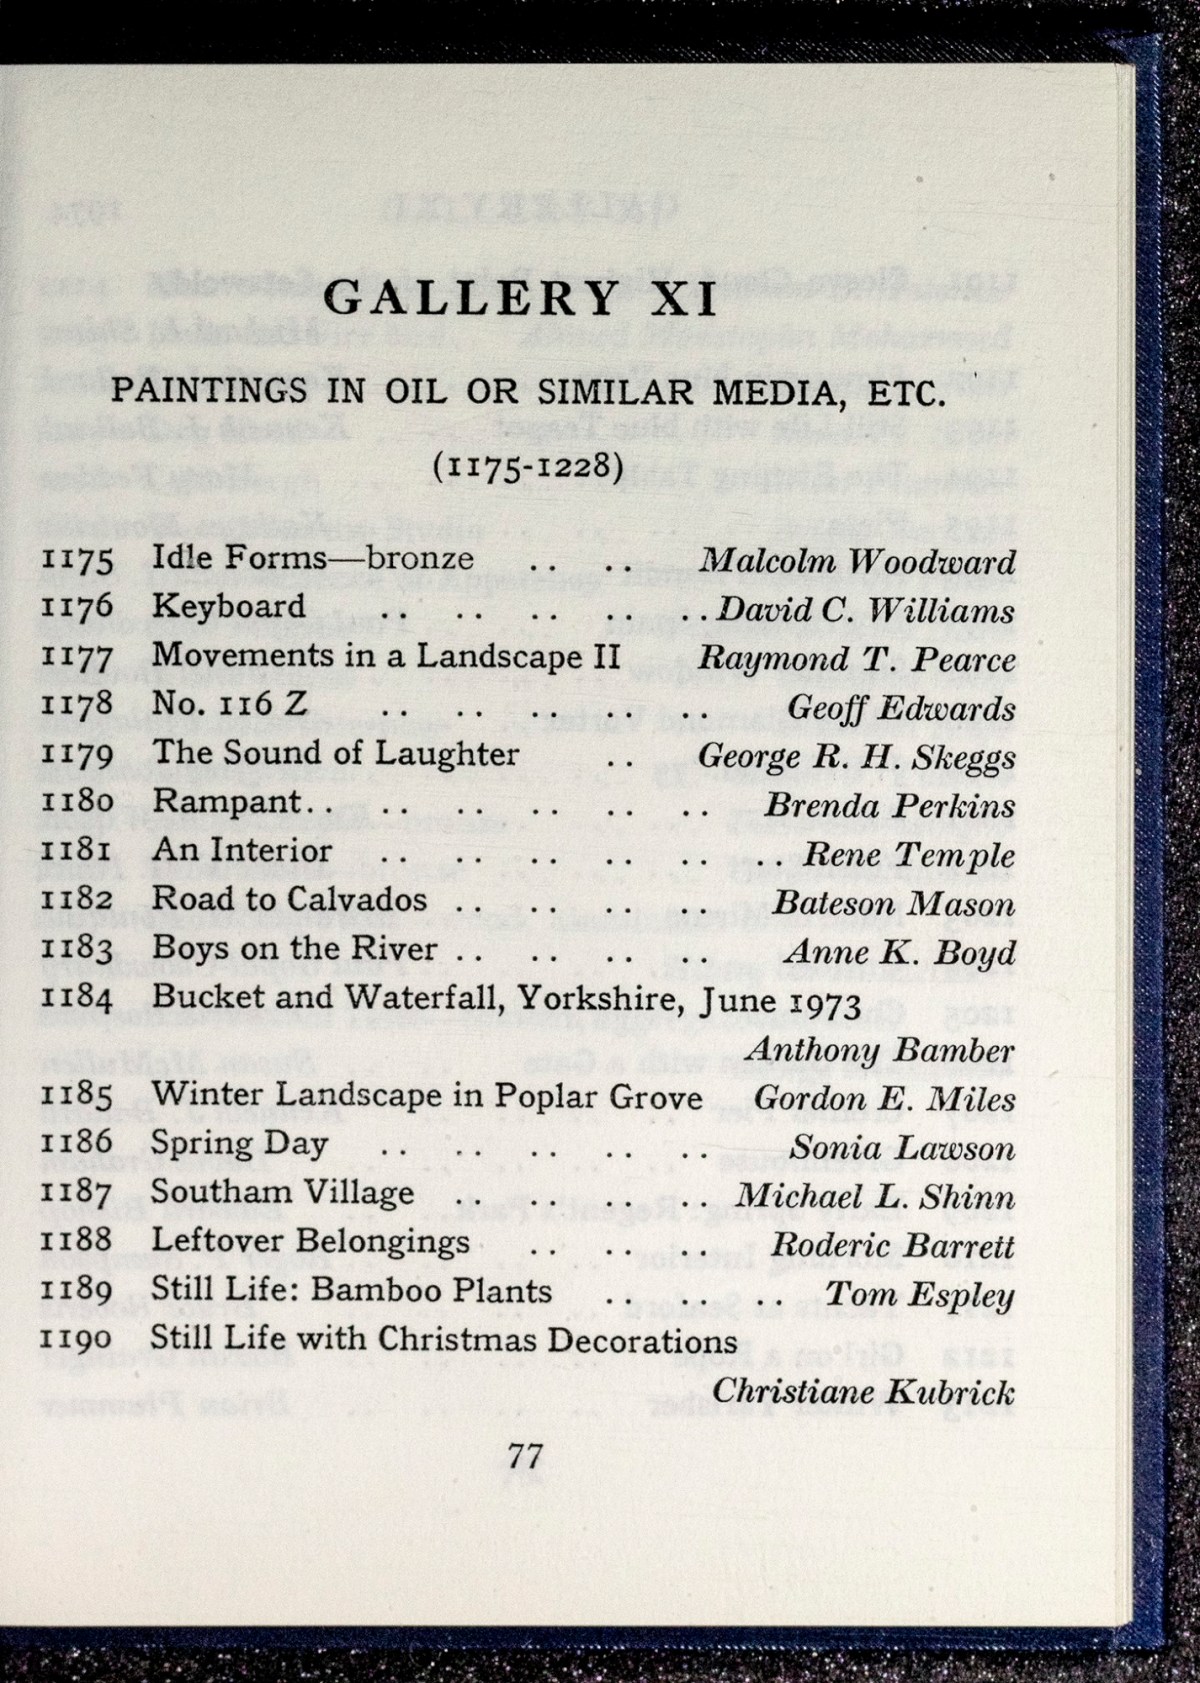 GALLERY XI
PAINTINGS IN OIL OR SIMILAR MEDIA, ETC.
(1175-1228)
1175 Idle Forms—bronze .. .. Malcolm Woodward
1176 Keyboard .. .. .. .. .. David C. Williams
1177 Movements in a Landscape II Raymond T. Pearce
1178 No. 116 Z .. .. .. .. .. Geoff Edwards
1179 The Sound of Laughter .. George R. H. Skeggs
1180 Rampant .. .. .. .. .. .. Brenda Perkins
1181 An Interior .. .. .. .. .. .. Rene Temple
1182 Road to Calvados .. .. .. .. Bateson Mason
1183 Boys on the River .. .. .. .. Anne K. Boyd
1184 Bucket and Waterfall, Yorkshire, June 1973
Anthony Bamber
1185 Winter Landscape in Poplar Grove Gordon E. Miles
1186 Spring Day .. .. .. .. .. Sonia Lawson
1187 Southam Village .. .. .. .. Michael L. Shinn
1188 Leftover Belongings .. .. .. Roderic Barrett
1189 Still Life: Bamboo Plants .. .. .. Tom Espley
1190 Still Life with Christmas Decorations
Christiane Kubrick
77